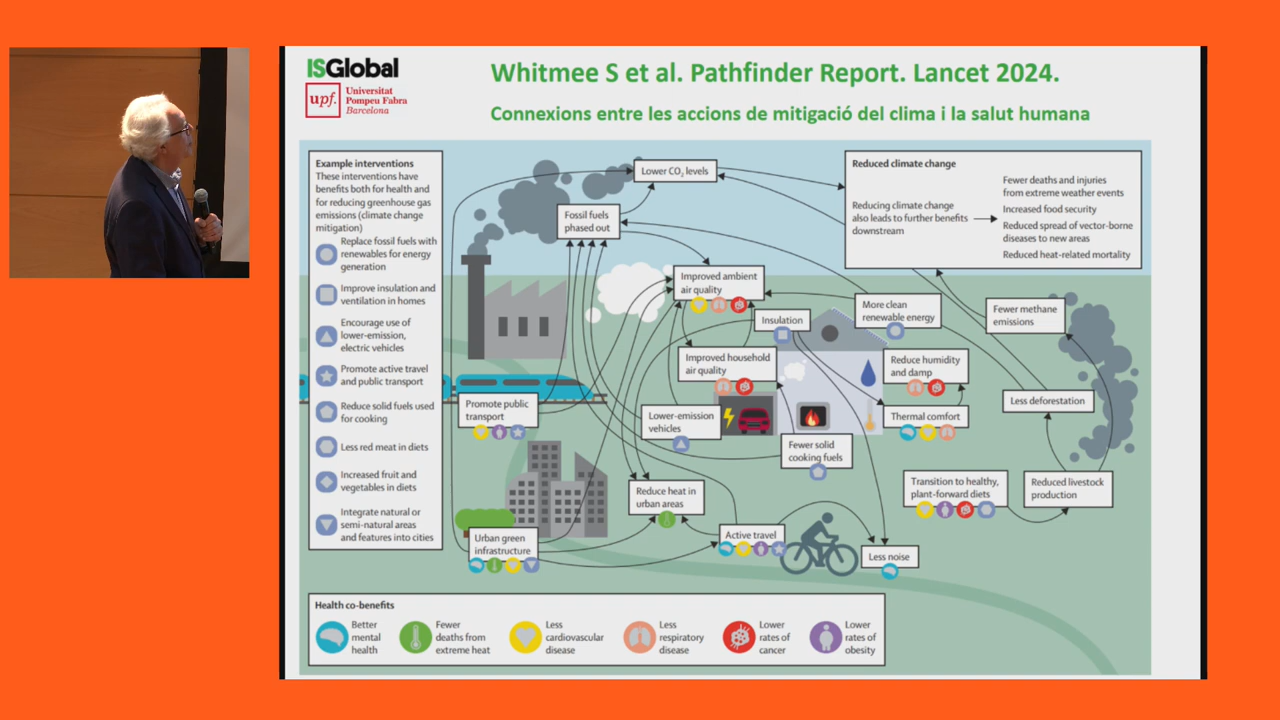 ISGlobal
upf.
Universitat
Pompeu Fabra
Barcelona
Whitmee S et al. Pathfinder Report. Lancet 2024.
Connexions entre les accions de mitigació del clima i la salut humana
Example interventions
These interventions have
benefits both for health and
for reducing greenhouse gas
emissions (climate change
mitigation)
Replace fossil fuels with
renewables for energy
generation
Improve insulation and
ventilation in homes
Encourage use of
lower-emission,
electric vehicles
Promote active travel
and public transport
Reduce solid fuels used
for cooking
Less red meat in diets
Increased fruit and
vegetables in diets
Integrate natural or
semi-natural areas
and features into cities
Lower CO₂ levels
Fossil fuels
phased out
Reduced climate change
Reducing climate change
also leads to further benefits
downstream
Fewer deaths and injuries
from extreme weather events
Increased food security
Reduced spread of vector-borne
diseases to new areas
Reduced heat-related mortality
Improved ambient
air quality
Insulation
More clean
renewable energy
Fewer methane
emissions
Improved household
air quality
Reduce humidity
and damp
Promote public
transport
Lower-emission
vehicles
Thermal comfort
Less deforestation
Fewer solid
cooking fuels
Reduce heat in
urban areas
Transition to healthy,
plant-forward diets
Reduced livestock
production
Urban green
infrastructure
Active travel
Less noise
Health co-benefits
Better
mental
health
Fewer
deaths from
extreme heat
Less
cardiovascular
disease
Less
respiratory
disease
Lower
rates of
cancer
Lower
rates of
obesity